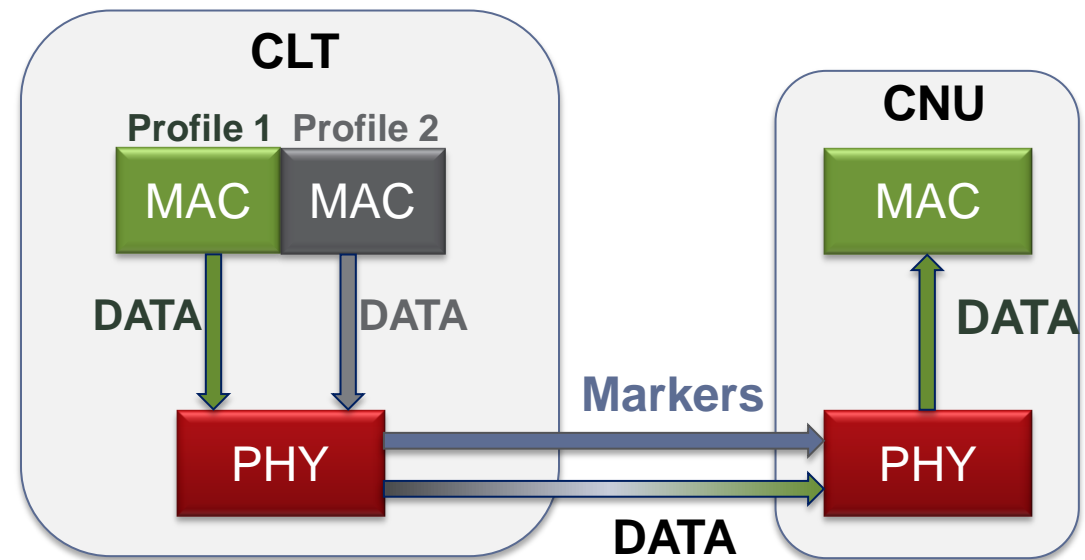 CLT
Profile 1 Profile 2
MAC MAC
DATA DATA
PHY
Markers
DATA
CNU
MAC
DATA
PHY